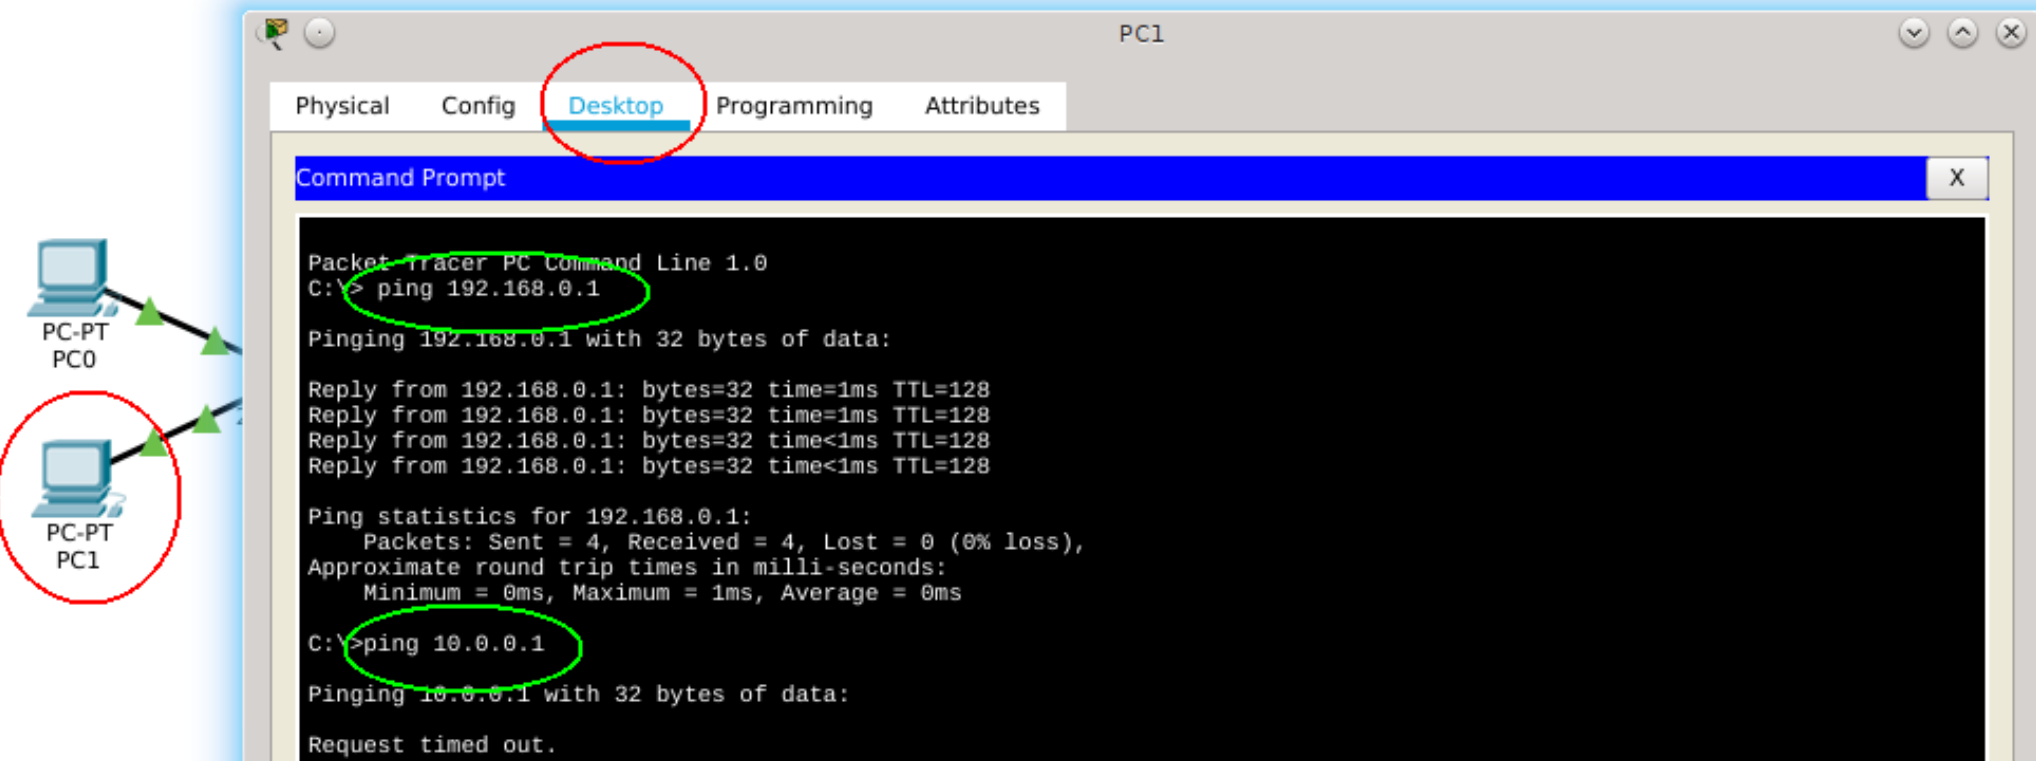 PC1
Physical Config Desktop Programming Attributes
Command Prompt
X
Packet Tracer PC Command Line 1.0
C:\> ping 192.168.0.1
Pinging 192.168.0.1 with 32 bytes of data:
Reply from 192.168.0.1: bytes=32 time=1ms TTL=128
Reply from 192.168.0.1: bytes=32 time=1ms TTL=128
Reply from 192.168.0.1: bytes=32 time<1ms TTL=128
Reply from 192.168.0.1: bytes=32 time<1ms TTL=128
Ping statistics for 192.168.0.1:
Packets: Sent = 4, Received = 4, Lost = 0 (0% loss),
Approximate round trip times in milli-seconds:
Minimum = 0ms, Maximum = 1ms, Average = 0ms
C:\>ping 10.0.0.1
Pinging 10.0.0.1 with 32 bytes of data:
Request timed out.
PC-PT
PC0
PC-PT
PC1